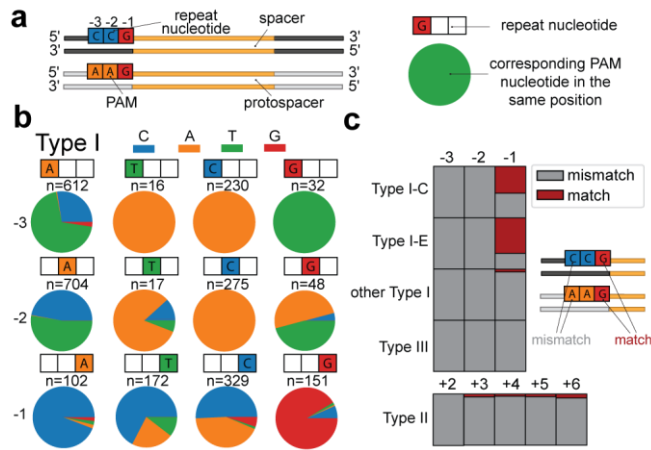 a
-3 -2 -1
repeat
nucleotide
spacer
5' C C G 3'
3' 5'
5' A A G 3'
3' 5'
PAM
protospacer
G
repeat nucleotide
corresponding PAM
nucleotide in the
same position
b
Type I
C A T G
A T C G
n=612 n=16 n=230 n=32
-3
A T C G
n=704 n=17 n=275 n=48
-2
A T C G
n=102 n=172 n=329 n=151
-1
c
-3 -2 -1
mismatch
match
Type I-C
Type I-E
other Type I
Type III
C C G
A A G
mismatch match
+2 +3 +4 +5 +6
Type II